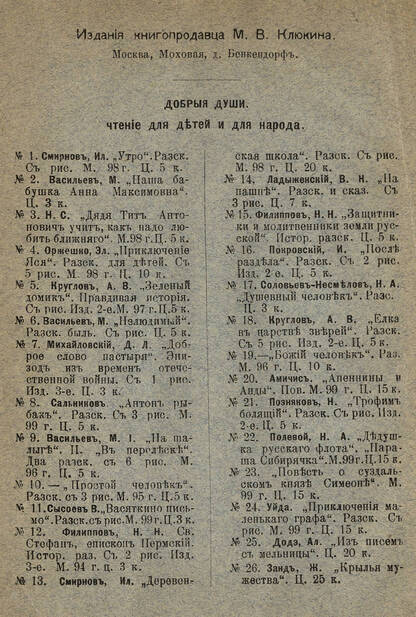 Изданія книгопродавца М. В. Клюкина.
Москва, Моховая, д. Бенкендорфъ.
ДОБРЫЯ ДУШИ.
чтеніе для дѣтей и для народа.
№ 1. Смирновъ, Ил. „Утро“. Разск.
Съ рис. М. 98 г. Ц. 5 к.
№ 2. Васильевъ, М. „Наша ба-
бушка Анна Максимовна“.
Ц. 3 к.
№ 3. Н. С. „Дядя Титъ Анто-
новичъ учитъ, какъ надо лю-
бить ближняго“. М. 98 г. Ц. 5 к.
№ 4. Оржешко, Эл. „Приключеніе
Яся“. Разск. для дѣтей. Съ
5 рис. М. 98 г. Ц. 10 к.
№ 5. Кругловъ, А. В. „Зеленый
домикъ“. Правдивая исторія.
Съ рис. Изд. 2-е. М. 97 г. Ц. 5 к.
№ 6. Васильевъ, М. „Нелюдимый“.
Разск. быль. Съ рис. Ц. 5 к.
№ 7. Михайловскій, Д. Л. „Доб-
рое слово пастыря“. Эпи-
зодъ изъ временъ отече-
ственной войны. Съ 1 рис.
Изд. 3-е. Ц. 3 к.
№ 8. Сальниковъ. „Антонъ ры-
бакъ“. Разск. Съ 3 рис. М.
99 г. Ц. 5 к.
№ 9. Васильевъ, М. I. „На ша-
лыгѣ“. II. „Въ перелѣскѣ“.
Два разск. съ 6 рис. М.
96 г. Ц. 5 к.
№ 10. — „Простой человѣкъ“.
Разск. съ 3 рис. М. 95 г. Ц. 5 к.
№ 11. Сысоевъ В. „Васяткино пись-
мо“. Разск. съ рис. М. 99 г. Ц. 3 к.
№ 12. Филипповъ, Н. Н. Св.
Стефанъ, епископъ Пермскій.
Истор. раз. Съ 2 рис. Изд.
3-е. М. 94 г. ц. 3 к.
№ 13. Смирновъ, Ил. „Деревен-
ская школа“. Разск. Съ рис.
М. 98 г. Ц. 20 к.
№ 14. Ладыженскій, В. Н. „На
пашнѣ“. Разск. и сказ. Съ
3 рис. Ц. 7 к.
№ 15. Филипповъ, Н. Н. „Защитни-
ки и молитвенники земли рус-
ской“. Истор. разск. Ц. 5 к.
№ 16. Покровскій, И. „Послѣ
раздѣла“. Разск. Съ 2 рис.
Изд. 2-е. Ц. 5 к.
№ 17. Соловьевъ-Несмѣловъ, Н. А.
„Душевный человѣкъ“. Разс.
Ц. 3 к.
№ 18. Кругловъ, А. В, „Елка
въ царствѣ звѣрей“. Разск.
Съ 5 рис. Изд. 2-е. Ц. 5 к.
№ 19.—„Божій человѣкъ“. Раз.
М. 96 г. Ц. 10 к.
№ 20. Амичисъ. „Апеннины и
Анды“. Пов. М. 99 г. Ц. 15 к.
№ 21 Позняковъ, Н. „Трофимъ
болящій“. Разск. Съ рис. Изд.
2-е. Ц. 5 к.
№ 22. Полевой, Н. А. „Дѣдуш-
ка русскаго флота“, „Пара-
ша Сибирячка“. М. 99 г. Ц. 15 к.
№ 23. „Повѣсть о суздаль-
скомъ князѣ Симеонѣ“. М.
99 г. Ц. 15 к.
№ 24. Уйда. „Приключенія ма-
ленькаго графа“. Разск. Съ
рис. М. 99 г. Ц. 15 к.
№ 25. Додэ, Ал. „Изъ писемъ
съ мельницы“. Ц. 20 к.
№ 26. Зандъ, Ж. „Крылья му-
жества“. Ц. 25 к.